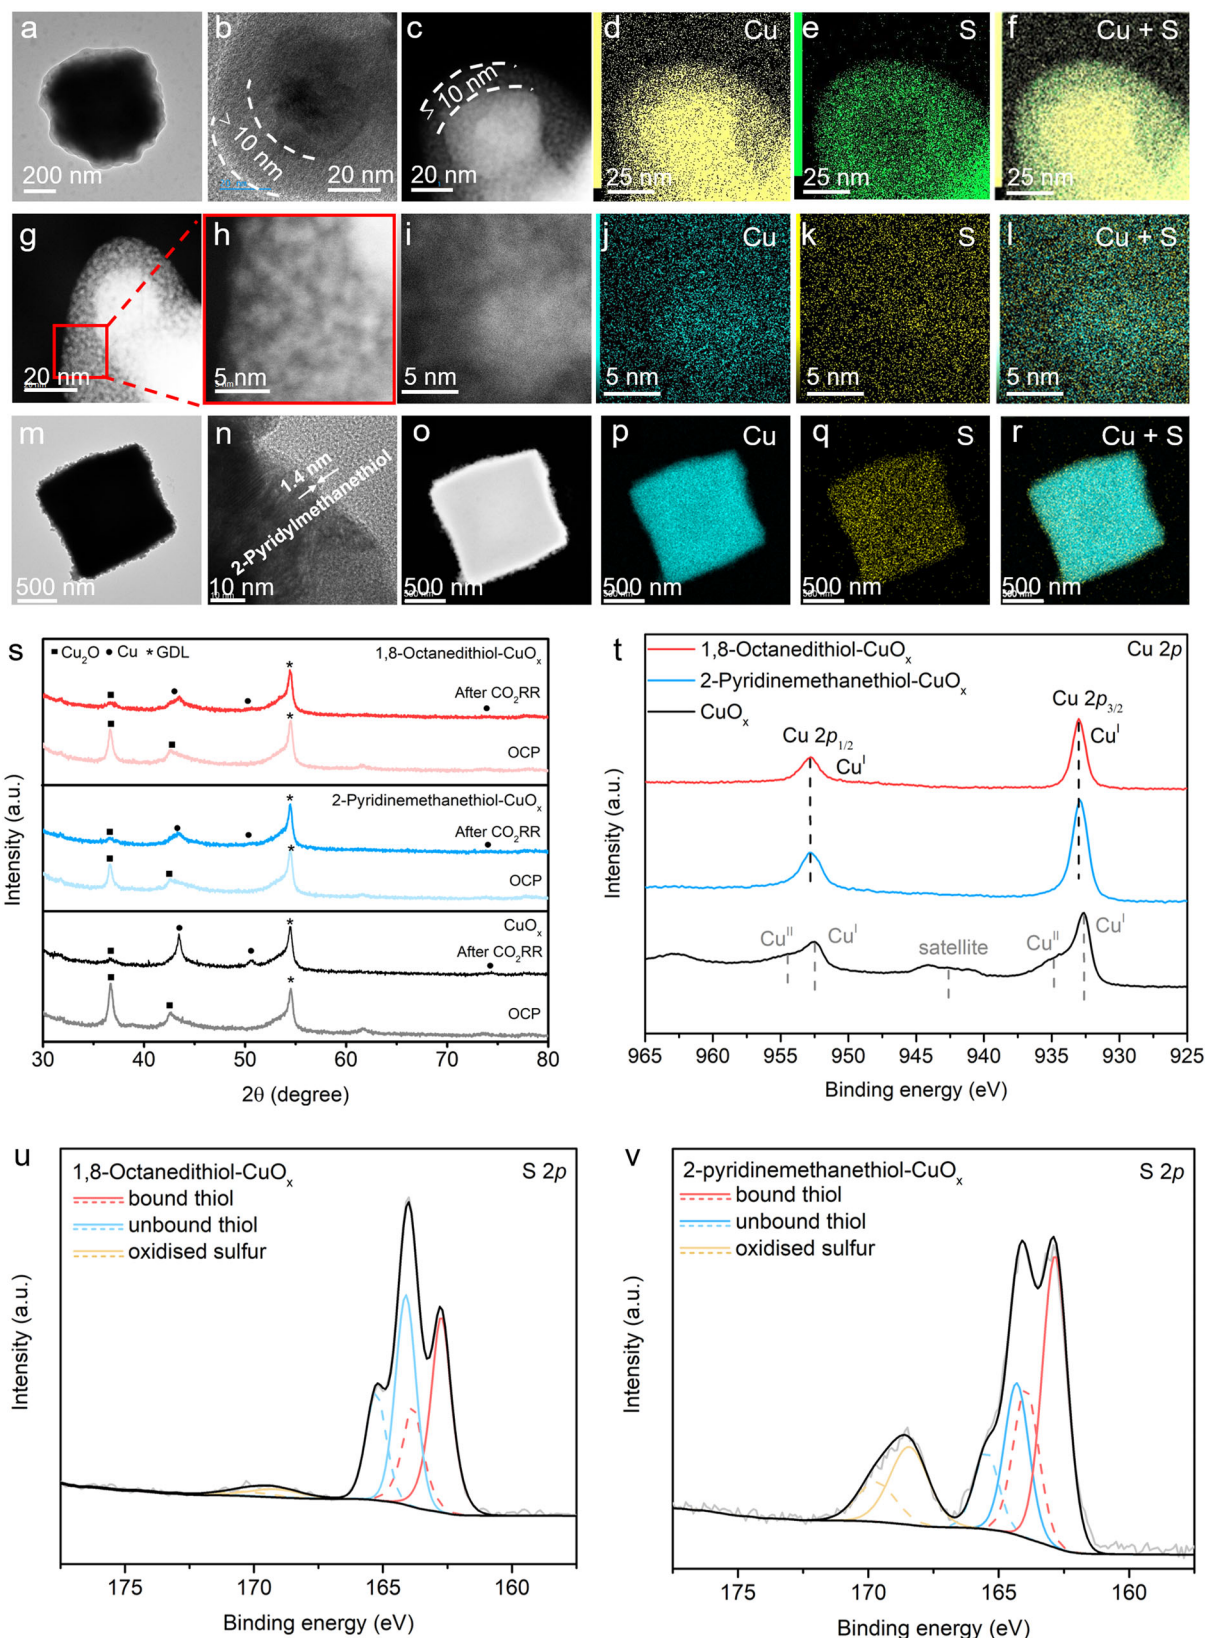 a
200 nm
b
> 10 nm
20 nm
c
> 10 nm
20 nm
d
Cu
25 nm
e
S
25 nm
f
Cu + S
25 nm
g
20 nm
h
5 nm
i
5 nm
j
Cu
5 nm
k
S
5 nm
l
Cu + S
5 nm
m
500 nm
n
1.4 nm
2-Pyridylmethanethiol
10 nm
o
500 nm
p
Cu
500 nm
q
S
500 nm
r
Cu + S
500 nm
s
■ Cu₂O ● Cu * GDL
1,8-Octanedithiol-CuOₓ
After CO₂RR
OCP
2-Pyridinemethanethiol-CuOₓ
After CO₂RR
OCP
CuOₓ
After CO₂RR
OCP
Intensity (a.u.)
30 40 50 60 70 80
2θ (degree)
t
1,8-Octanedithiol-CuOₓ
2-Pyridinemethanethiol-CuOₓ
CuOₓ
Cu 2p
Cu 2p₃/₂
Cuᴵ
Cu 2p₁/₂
Cuᴵ
Cuᴵᴵ
Cuᴵ
satellite
Cuᴵᴵ
Cuᴵ
Intensity (a.u.)
965 960 955 950 945 940 935 930 925
Binding energy (eV)
u
1,8-Octanedithiol-CuOₓ
S 2p
bound thiol
unbound thiol
oxidised sulfur
Intensity (a.u.)
175 170 165 160
Binding energy (eV)
v
2-pyridinemethanethiol-CuOₓ
S 2p
bound thiol
unbound thiol
oxidised sulfur
Intensity (a.u.)
175 170 165 160
Binding energy (eV)